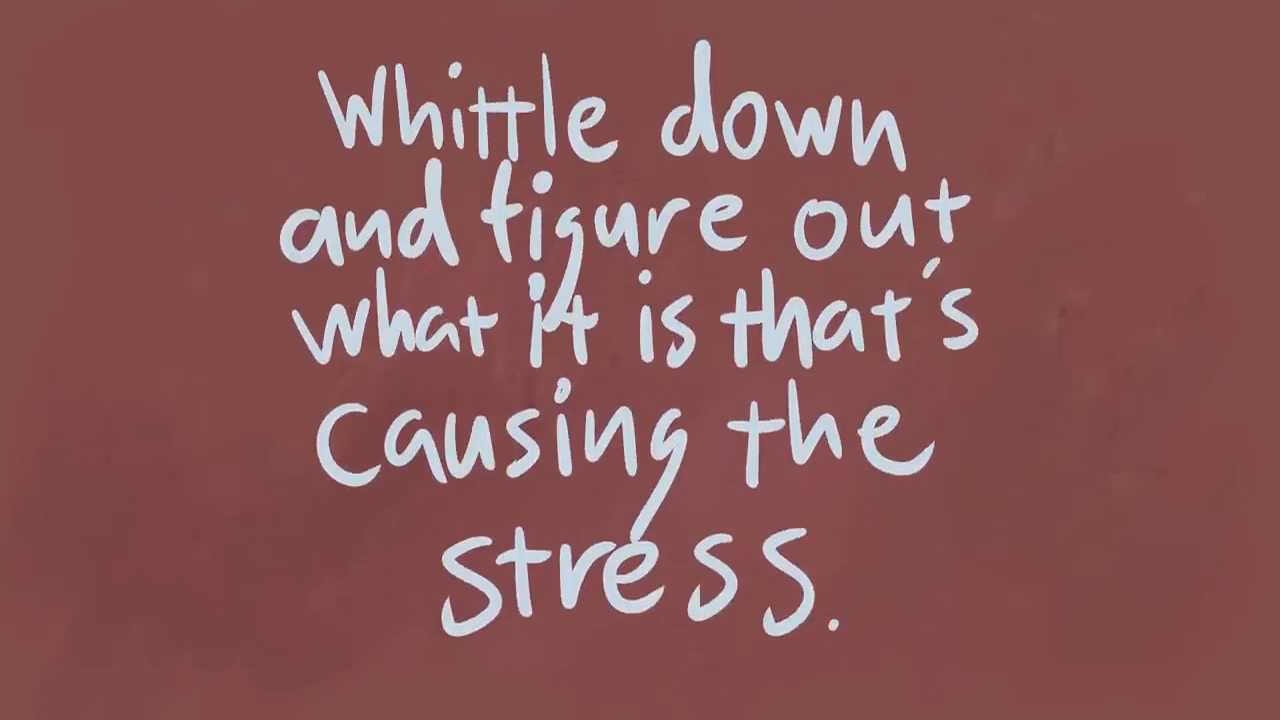 Whittle down
and figure out
what it is that's
causing the
stress.